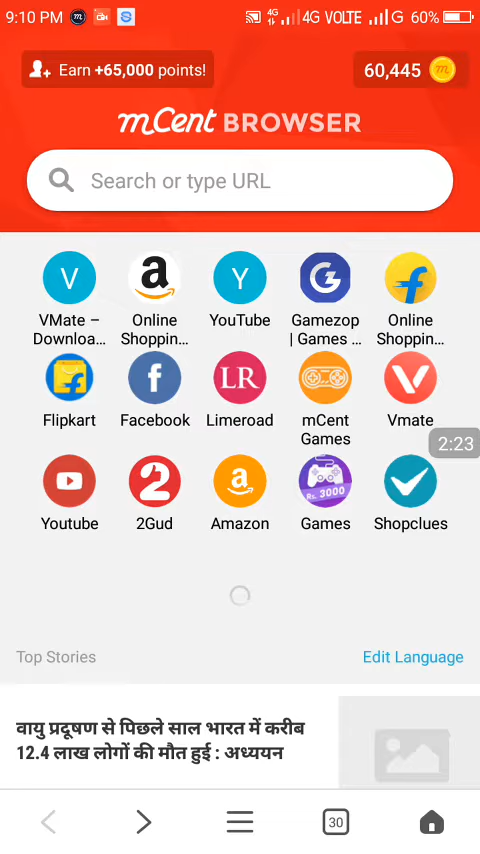 9:10 PM 4G 4G VOLTE G 60%
Earn +65,000 points!
60,445 m
mCent BROWSER
Search or type URL
V a Y G f
VMate – Online YouTube Gamezop Online
Downloa... Shoppin... | Games ... Shoppin...
f f LR
Flipkart Facebook Limeroad mCent Vmate
Games
2:23
2 a Rs. 3000
Youtube 2Gud Amazon Games Shopclues
Top Stories Edit Language
वायु प्रदूषण से पिछले साल भारत में करीब
12.4 लाख लोगों की मौत हुई : अध्ययन
30